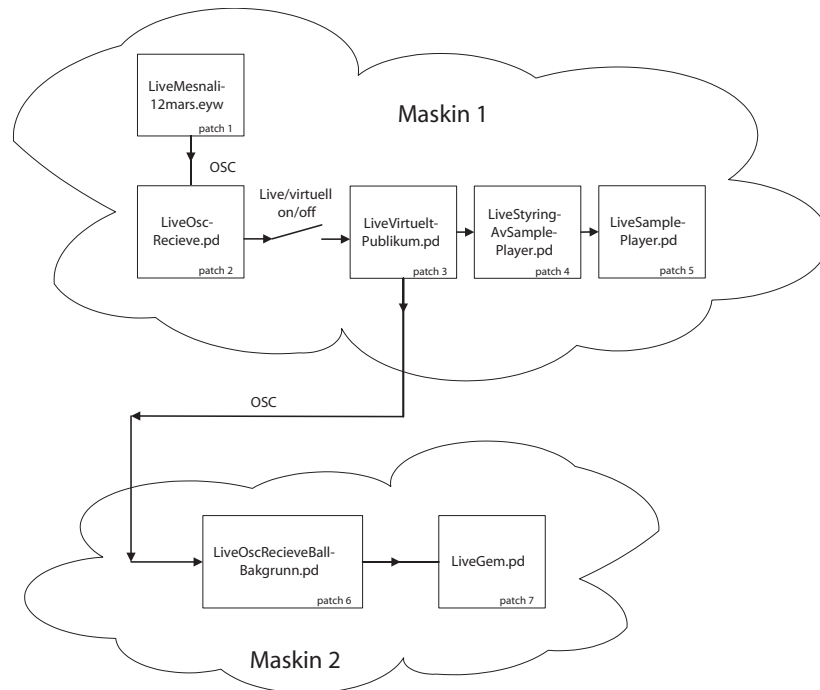 LiveMesnali-
12mars.eyw
patch 1
Maskin 1
OSC
Live/virtuell
on/off
LiveOsc-
Recieve.pd
patch 2
LiveVirtuelt-
Publikum.pd
patch 3
LiveStyring-
AvSample-
Player.pd
patch 4
LiveSample-
Player.pd
patch 5
OSC
LiveOscRecieveBall-
Bakgrunn.pd
patch 6
LiveGem.pd
patch 7
Maskin 2